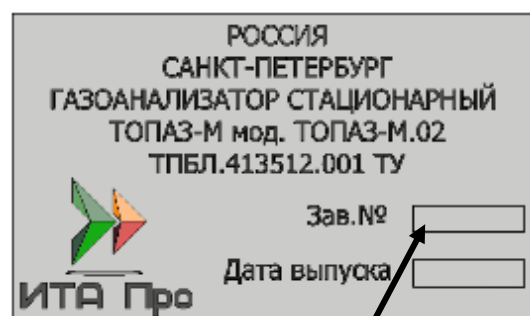 РОССИЯ
САНКТ-ПЕТЕРБУРГ
ГАЗОАНАЛИЗАТОР СТАЦИОНАРНЫЙ
ТОПАЗ-М мод. ТОПАЗ-М.02
ТПБЛ.413512.001 ТУ
Зав.№
Дата выпуска
ИТА Про